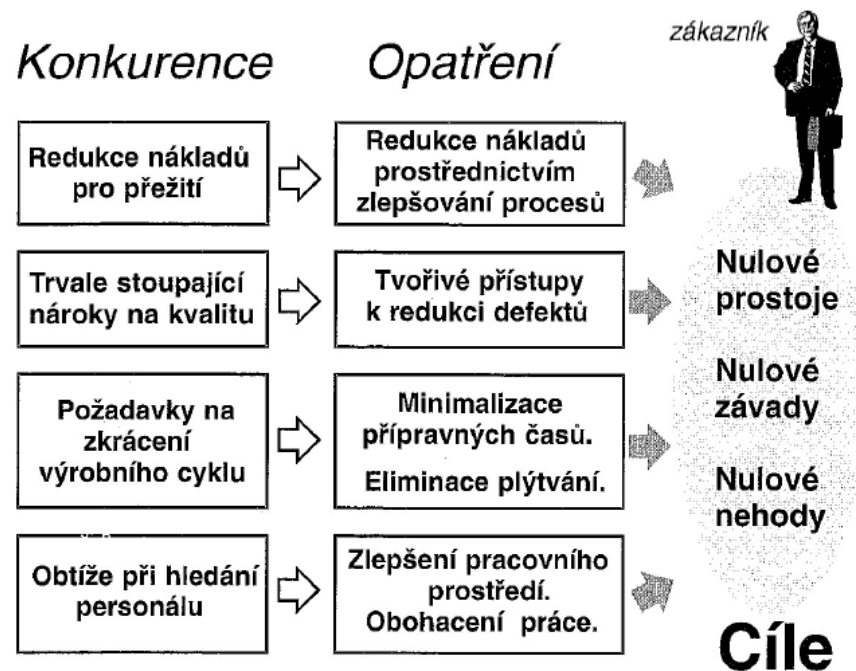 Konkurence
Opatření
zákazník
Redukce nákladů
pro přežití
Redukce nákladů
prostřednictvím
zlepšování procesů
Trvale stoupající
nároky na kvalitu
Tvořivé přístupy
k redukci defektů
Požadavky na
zkrácení
výrobního cyklu
Minimalizace
přípravných časů.
Eliminace plýtvání.
Obtíže při hledání
personálu
Zlepšení pracovního
prostředí.
Obohacení práce.
Nulové
prostoje
Nulové
závady
Nulové
nehody
Cíle